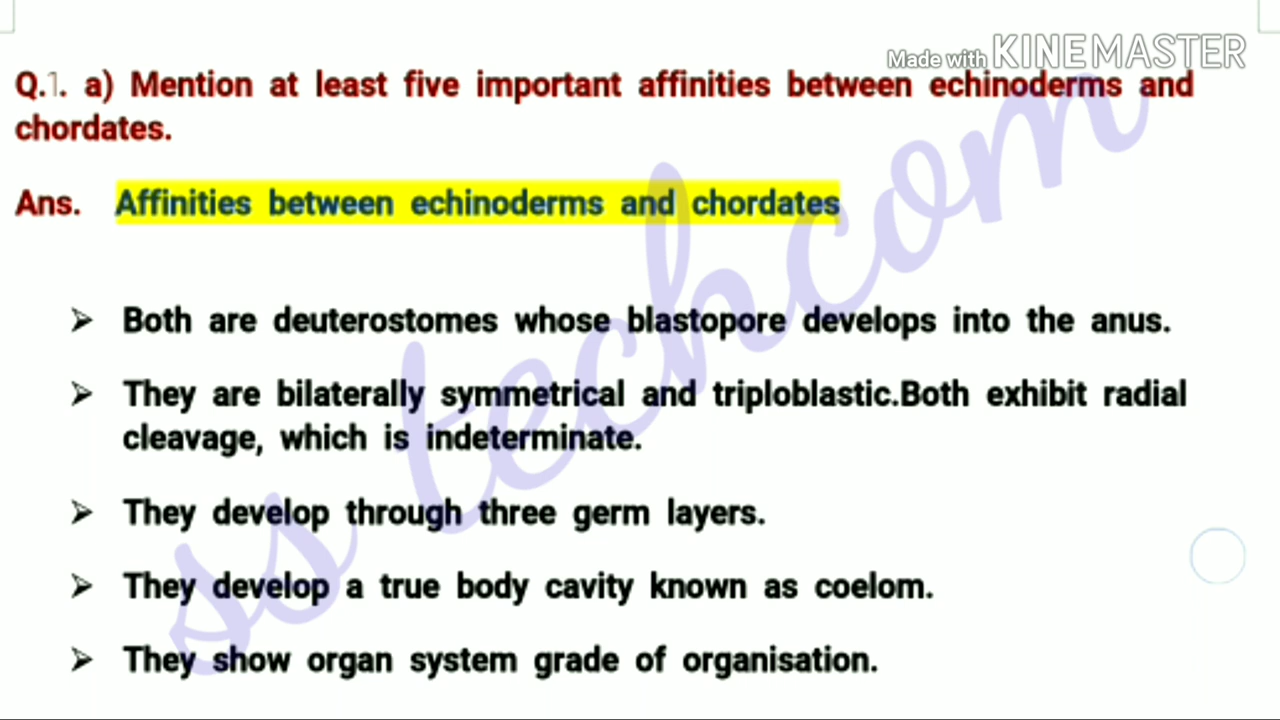 Made with KINEMASTER
Q.1. a) Mention at least five important affinities between echinoderms and
chordates.
Ans. Affinities between echinoderms and chordates
➢ Both are deuterostomes whose blastopore develops into the anus.
➢ They are bilaterally symmetrical and triploblastic.Both exhibit radial
cleavage, which is indeterminate.
➢ They develop through three germ layers.
➢ They develop a true body cavity known as coelom.
➢ They show organ system grade of organisation.
ss techcom